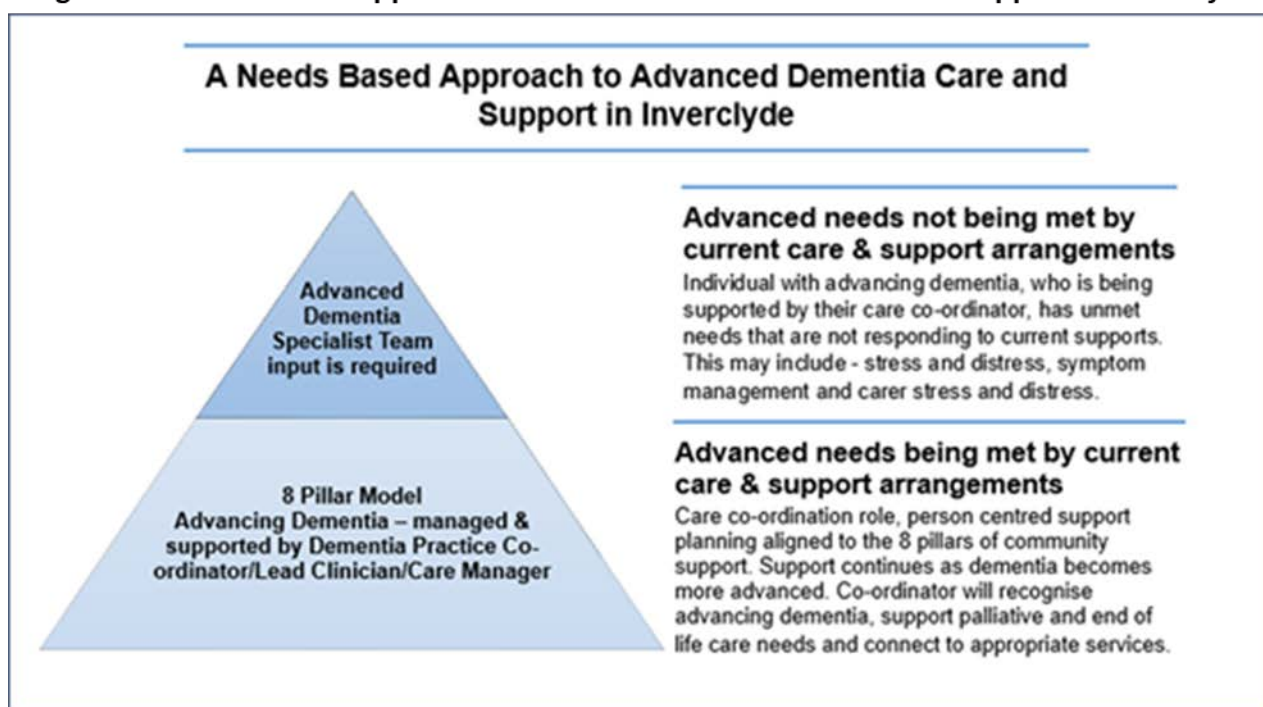 A Needs Based Approach to Advanced Dementia Care and
Support in Inverclyde
Advanced
Dementia
Specialist Team
input is required
8 Pillar Model
Advancing Dementia – managed &
supported by Dementia Practice Co-
ordinator/Lead Clinician/Care Manager
Advanced needs not being met by
current care & support arrangements
Individual with advancing dementia, who is being
supported by their care co-ordinator, has unmet
needs that are not responding to current supports.
This may include - stress and distress, symptom
management and carer stress and distress.
Advanced needs being met by current
care & support arrangements
Care co-ordination role, person centred support
planning aligned to the 8 pillars of community
support. Support continues as dementia becomes
more advanced. Co-ordinator will recognise
advancing dementia, support palliative and end of
life care needs and connect to appropriate services.